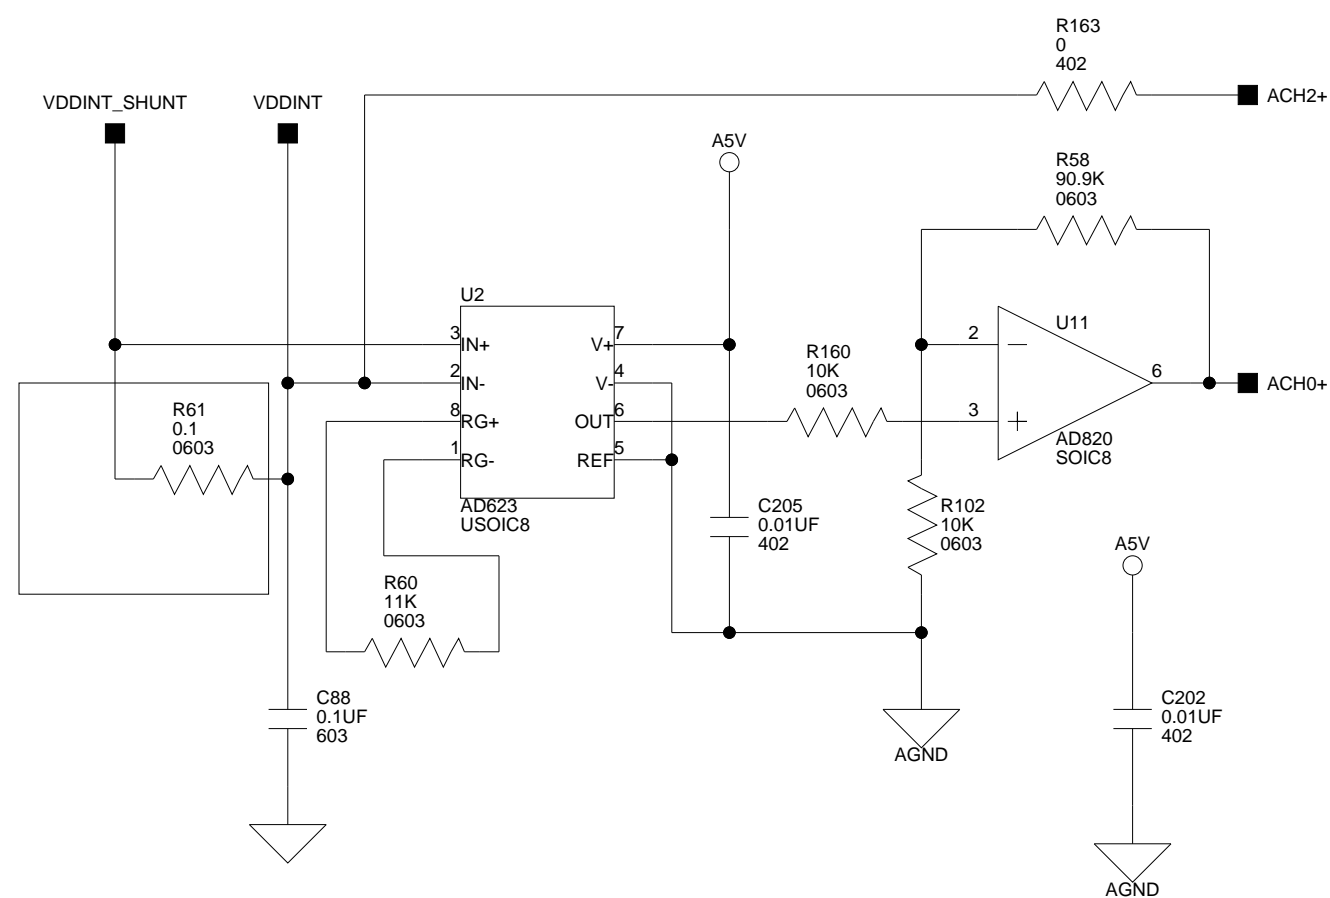 R163
0
402
ACH2+
VDDINT_SHUNT
VDDINT
A5V
R58
90.9K
0603
U2
3
IN+
2
IN-
8
RG+
1
RG-
7
V+
4
V-
6
OUT
5
REF
AD623
USOIC8
R160
10K
0603
U11
2
3
6
AD820
SOIC8
ACH0+
R61
0.1
0603
C205
0.01UF
402
R102
10K
0603
A5V
R60
11K
0603
C88
0.1UF
603
AGND
C202
0.01UF
402
AGND